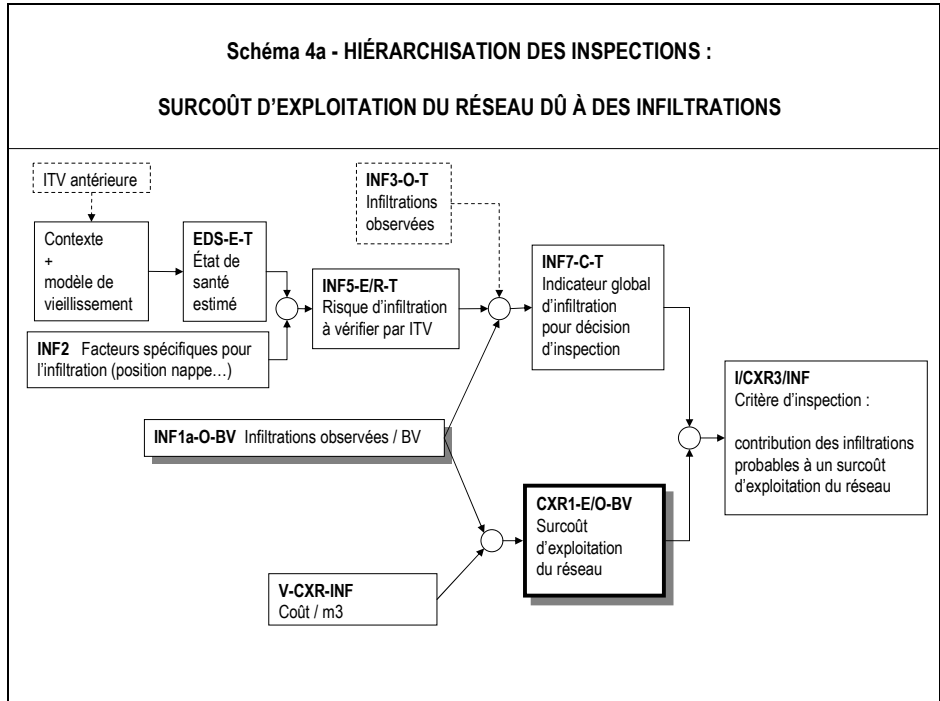 Schéma 4a - HIÉRARCHISATION DES INSPECTIONS :
SURCOÛT D'EXPLOITATION DU RÉSEAU DÛ À DES INFILTRATIONS
ITV antérieure
INF3-O-T
Infiltrations
observées
Contexte
+
modèle de
vieillissement
EDS-E-T
État de
santé
estimé
INF5-E/R-T
Risque d'infiltration
à vérifier par ITV
INF7-C-T
Indicateur global
d'infiltration
pour décision
d'inspection
INF2 Facteurs spécifiques pour
l'infiltration (position nappe…)
I/CXR3/INF
Critère d'inspection :
contribution des infiltrations
probables à un surcoût
d'exploitation du réseau
INF1a-O-BV Infiltrations observées / BV
CXR1-E/O-BV
Surcoût
d'exploitation
du réseau
V-CXR-INF
Coût / m3